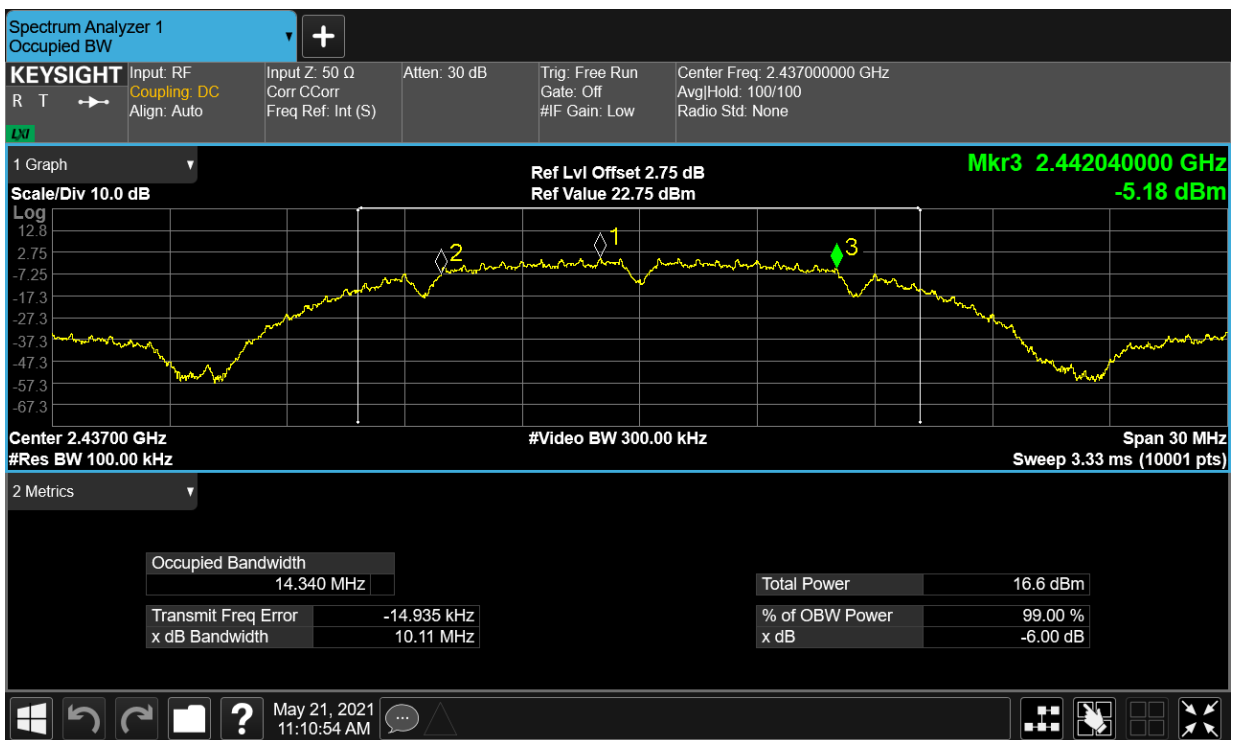 Spectrum Analyzer 1
Occupied BW
KEYSIGHT
R T
LXI
Input: RF
Coupling: DC
Align: Auto
Input Z: 50 Ω
Corr CCorr
Freq Ref: Int (S)
Atten: 30 dB
Trig: Free Run
Gate: Off
#IF Gain: Low
Center Freq: 2.437000000 GHz
Avg|Hold: 100/100
Radio Std: None
1 Graph
Scale/Div 10.0 dB
Ref Lvl Offset 2.75 dB
Ref Value 22.75 dBm
Mkr3 2.442040000 GHz
-5.18 dBm
Log
12.8
2.75
-7.25
-17.3
-27.3
-37.3
-47.3
-57.3
-67.3
2
1
3
Center 2.43700 GHz
#Res BW 100.00 kHz
#Video BW 300.00 kHz
Span 30 MHz
Sweep 3.33 ms (10001 pts)
2 Metrics
Occupied Bandwidth
14.340 MHz
Transmit Freq Error -14.935 kHz
x dB Bandwidth 10.11 MHz
Total Power 16.6 dBm
% of OBW Power 99.00 %
x dB -6.00 dB
?
May 21, 2021
11:10:54 AM